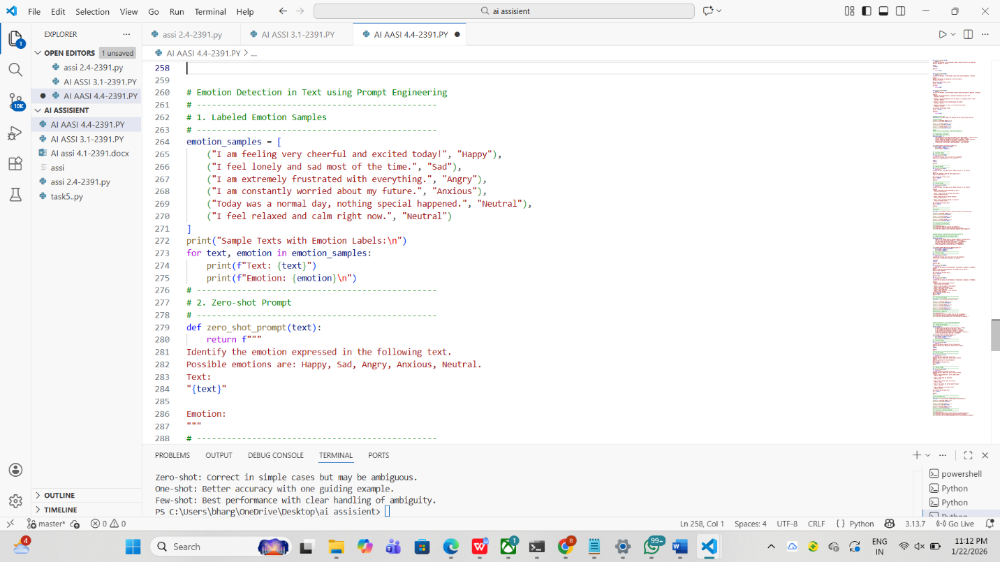 File Edit Selection View Go Run Terminal Help
ai assisient
EXPLORER
OPEN EDITORS 1 unsaved
assi 2.4-2391.py
AI ASSI 3.1-2391.PY
AI AASI 4.4-2391.PY
AI ASSISIENT
AI AASI 4.4-2391.PY
AI ASSI 3.1-2391.PY
AI assi 4.1-2391.docx
assi
assi 2.4-2391.py
task5..py
OUTLINE
TIMELINE
1
10K
assi 2.4-2391.py
AI ASSI 3.1-2391.PY
AI AASI 4.4-2391.PY
AI AASI 4.4-2391.PY > ...
258
259
260 # Emotion Detection in Text using Prompt Engineering
261 # ------------------------------------------------
262 # 1. Labeled Emotion Samples
263 # ------------------------------------------------
264 emotion_samples = [
265     ("I am feeling very cheerful and excited today!", "Happy"),
266     ("I feel lonely and sad most of the time.", "Sad"),
267     ("I am extremely frustrated with everything.", "Angry"),
268     ("I am constantly worried about my future.", "Anxious"),
269     ("Today was a normal day, nothing special happened.", "Neutral"),
270     ("I feel relaxed and calm right now.", "Neutral")
271 ]
272 print("Sample Texts with Emotion Labels:\n")
273 for text, emotion in emotion_samples:
274     print(f"Text: {text}")
275     print(f"Emotion: {emotion}\n")
276 # ------------------------------------------------
277 # 2. Zero-shot Prompt
278 # ------------------------------------------------
279 def zero_shot_prompt(text):
280     return f"""
281 Identify the emotion expressed in the following text.
282 Possible emotions are: Happy, Sad, Angry, Anxious, Neutral.
283 Text:
284 "{text}"
285
286 Emotion:
287 """
288 # ------------------------------------------------
PROBLEMS OUTPUT DEBUG CONSOLE TERMINAL PORTS
Zero-shot: Correct in simple cases but may be ambiguous.
One-shot: Better accuracy with one guiding example.
Few-shot: Best performance with clear handling of ambiguity.
PS C:\Users\bharg\OneDrive\Desktop\ai assisient>
powershell
Python
Python
Python
master* 0 0
Ln 258, Col 1 Spaces: 4 UTF-8 CRLF { } Python 3.13.7 Go Live
4
Search
1
8
99+
ENG
IN
11:12 PM
1/22/2026